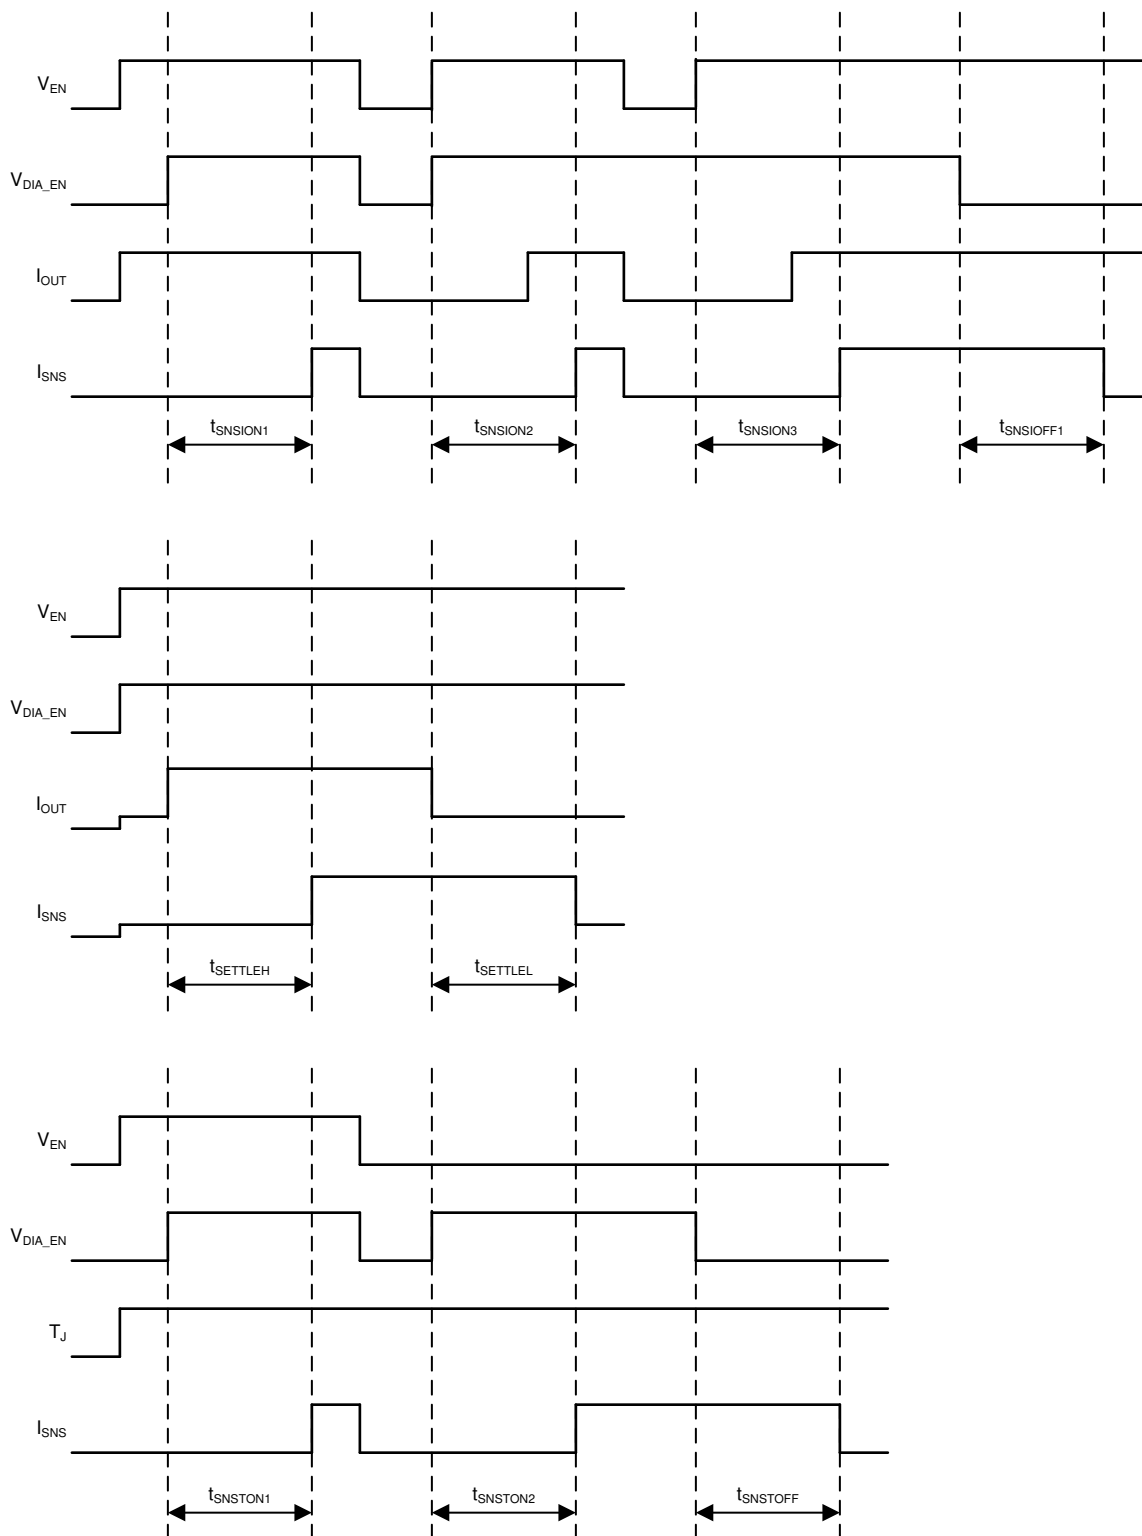 VEN
VDIA_EN
IOUT
ISNS
tSNSION1 tSNSION2 tSNSION3 tSNSIOFF1
VEN
VDIA_EN
IOUT
ISNS
tSETTLEH tSETTLEL
VEN
VDIA_EN
TJ
ISNS
tSNSTON1 tSNSTON2 tSNSTOFF